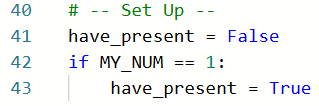 40 # -- Set Up --
41 have_present = False
42 if MY_NUM == 1:
43     have_present = True